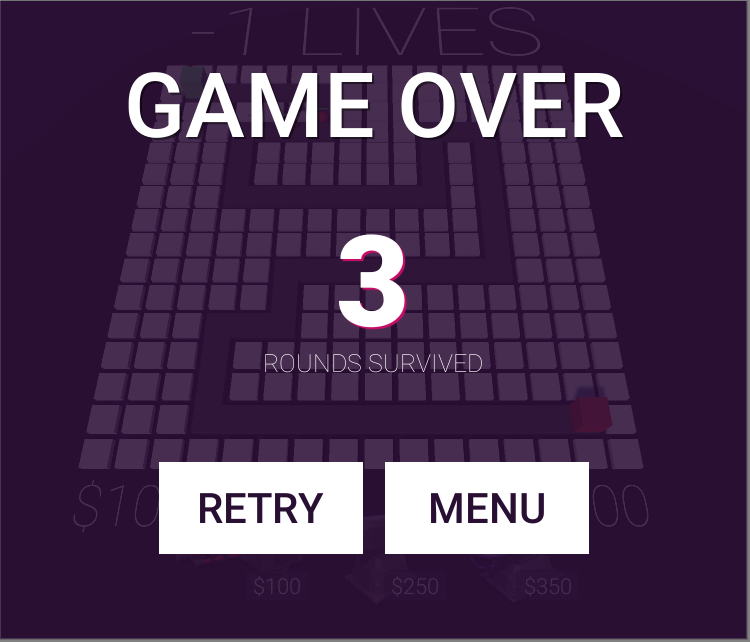 -1 LIVES
GAME OVER
3
ROUNDS SURVIVED
RETRY
MENU
$100
$250
$350